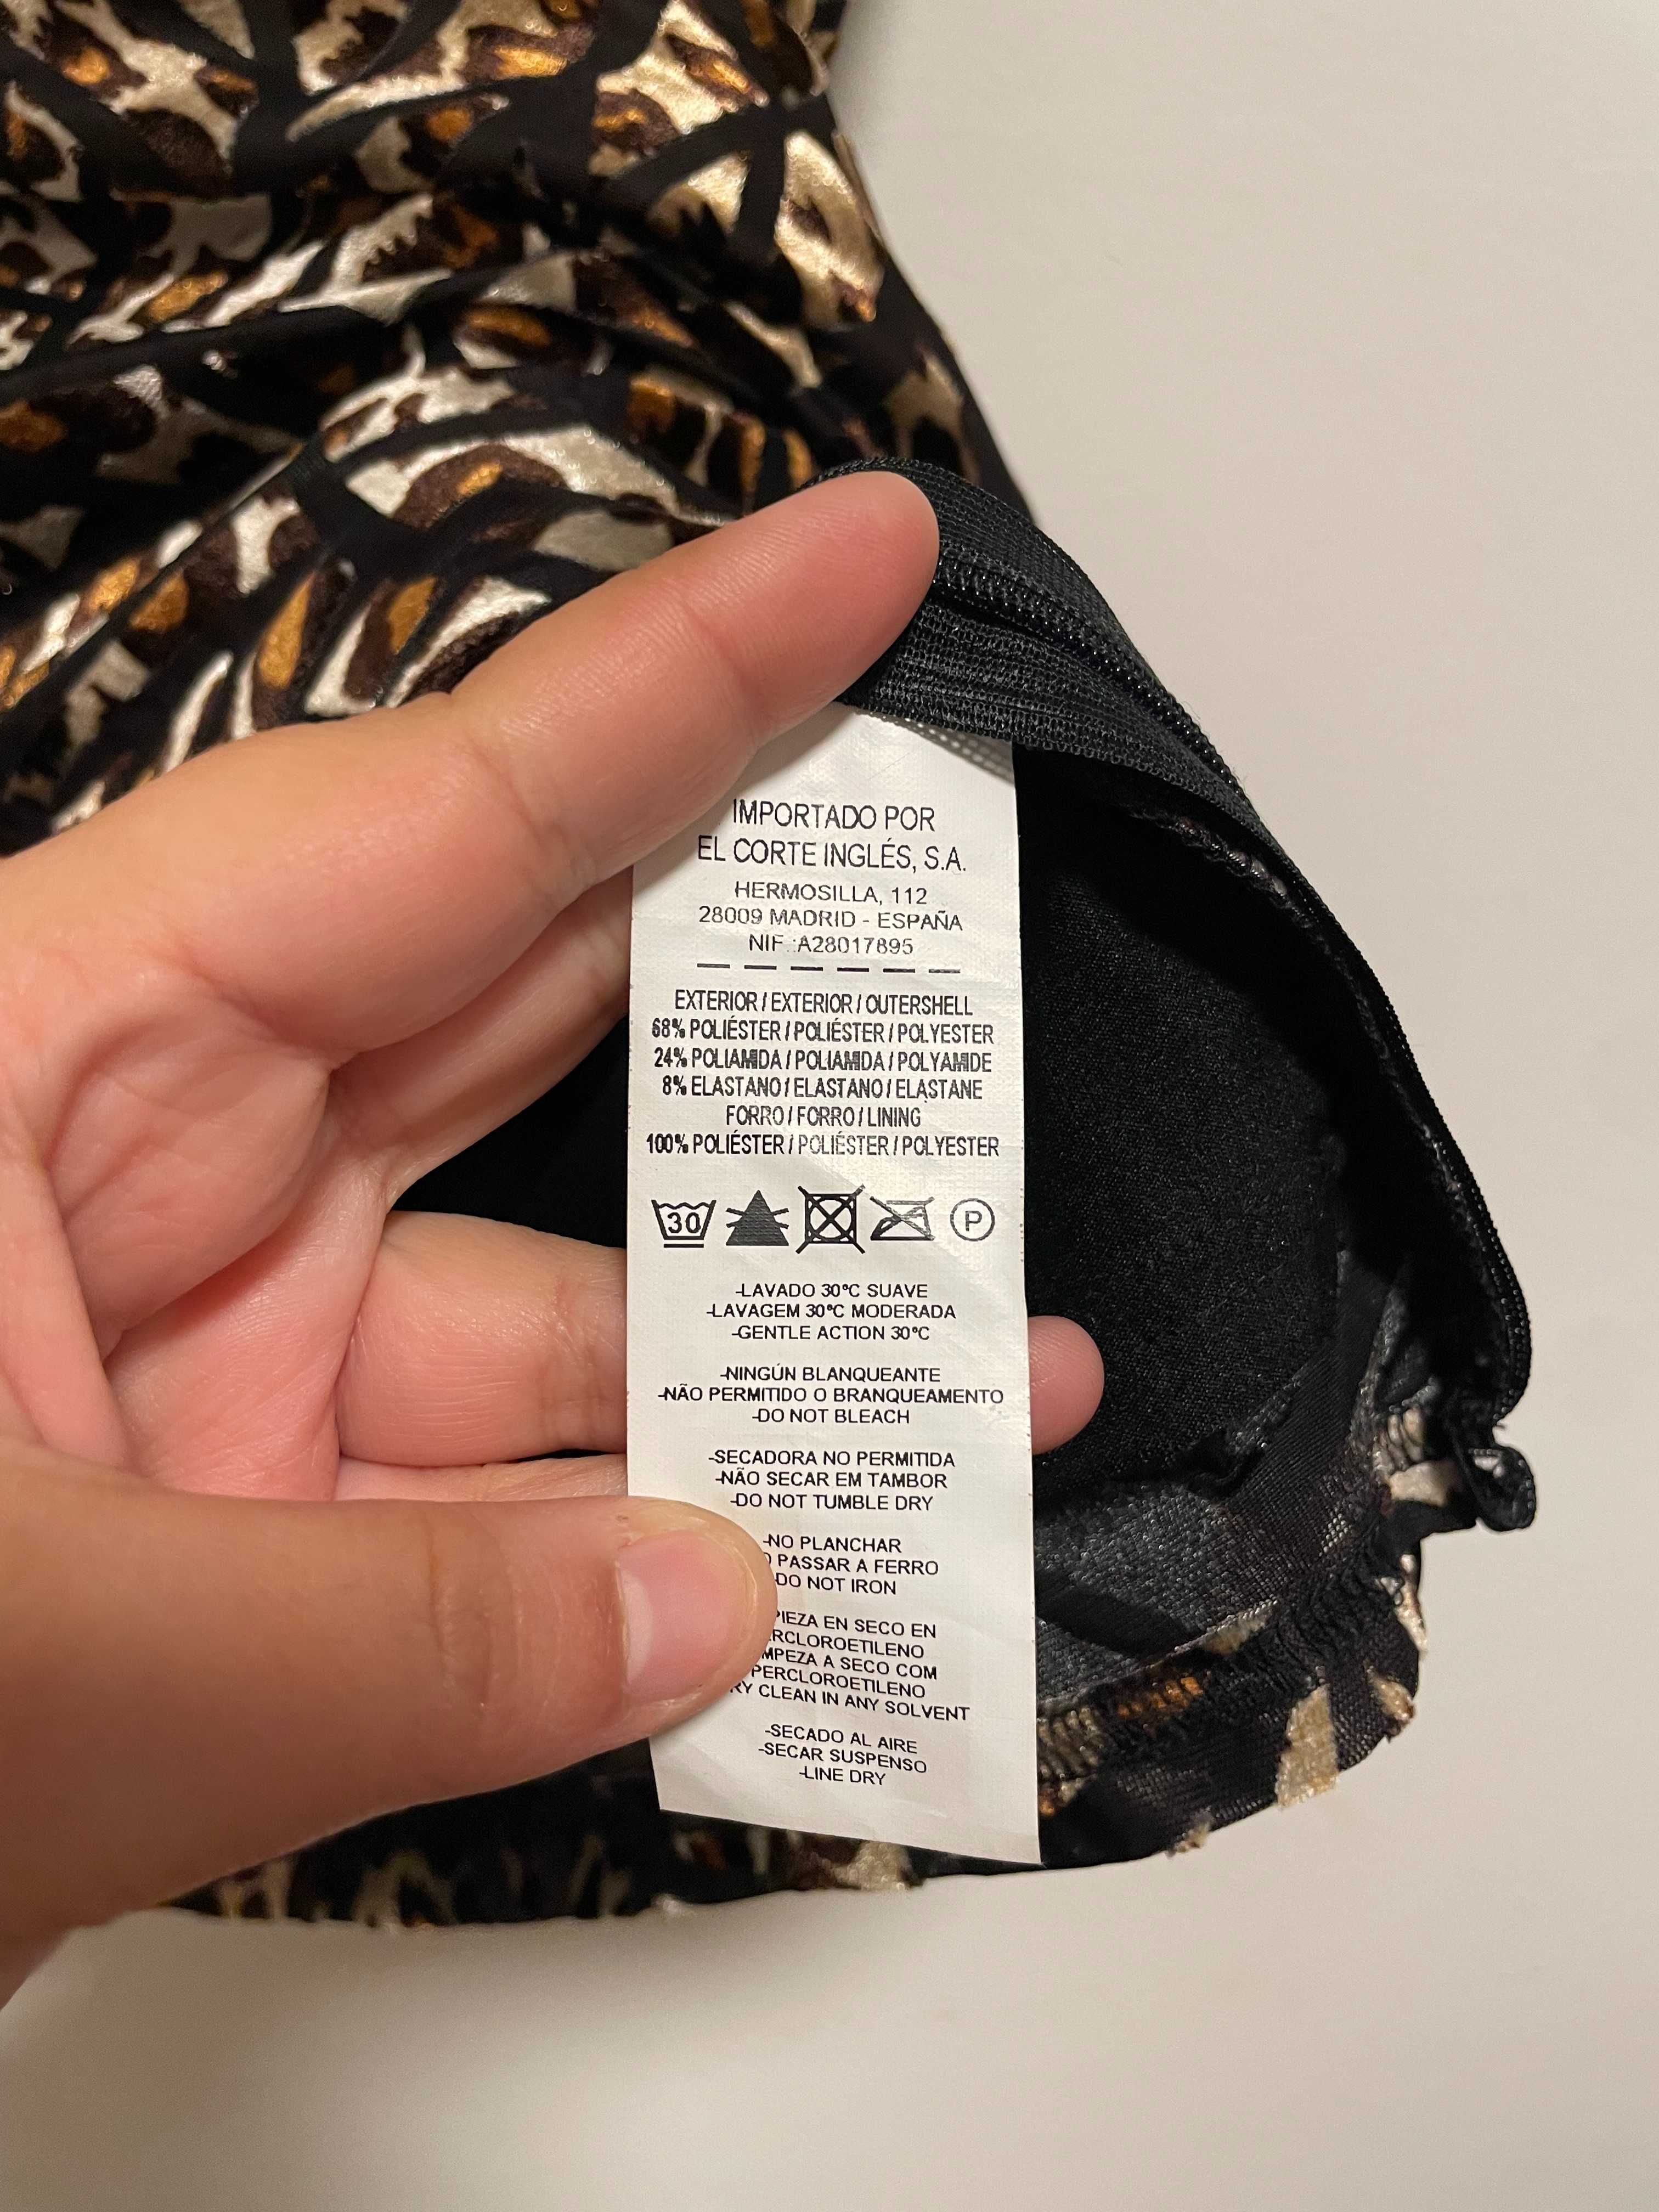 IMPORTADO POR
EL CORTE INGLÉS, S.A.
HERMOSILLA, 112
28009 MADRID - ESPAÑA
NIF.:A28017895
EXTERIOR / EXTERIOR / OUTERSHELL
68% POLIÉSTER / POLIÉSTER / POLYESTER
24% POLIAMIDA / POLIAMIDA / POLYAMIDE
8% ELASTANO / ELASTANO / ELASTANE
FORRO / FORRO / LINING
100% POLIÉSTER / POLIÉSTER / POLYESTER
30 P
-LAVADO 30°C SUAVE
-LAVAGEM 30°C MODERADA
-GENTLE ACTION 30°C
-NINGÚN BLANQUEANTE
-NÃO PERMITIDO O BRANQUEAMENTO
-DO NOT BLEACH
-SECADORA NO PERMITIDA
-NÃO SECAR EM TAMBOR
-DO NOT TUMBLE DRY
-NO PLANCHAR
PASSAR A FERRO
DO NOT IRON
EN SECO EN
A SECO COM
PERCLOROETILENO
CLEAN IN ANY SOLVENT
-SECADO AL AIRE
-SECAR SUSPENSO
-LINE DRY